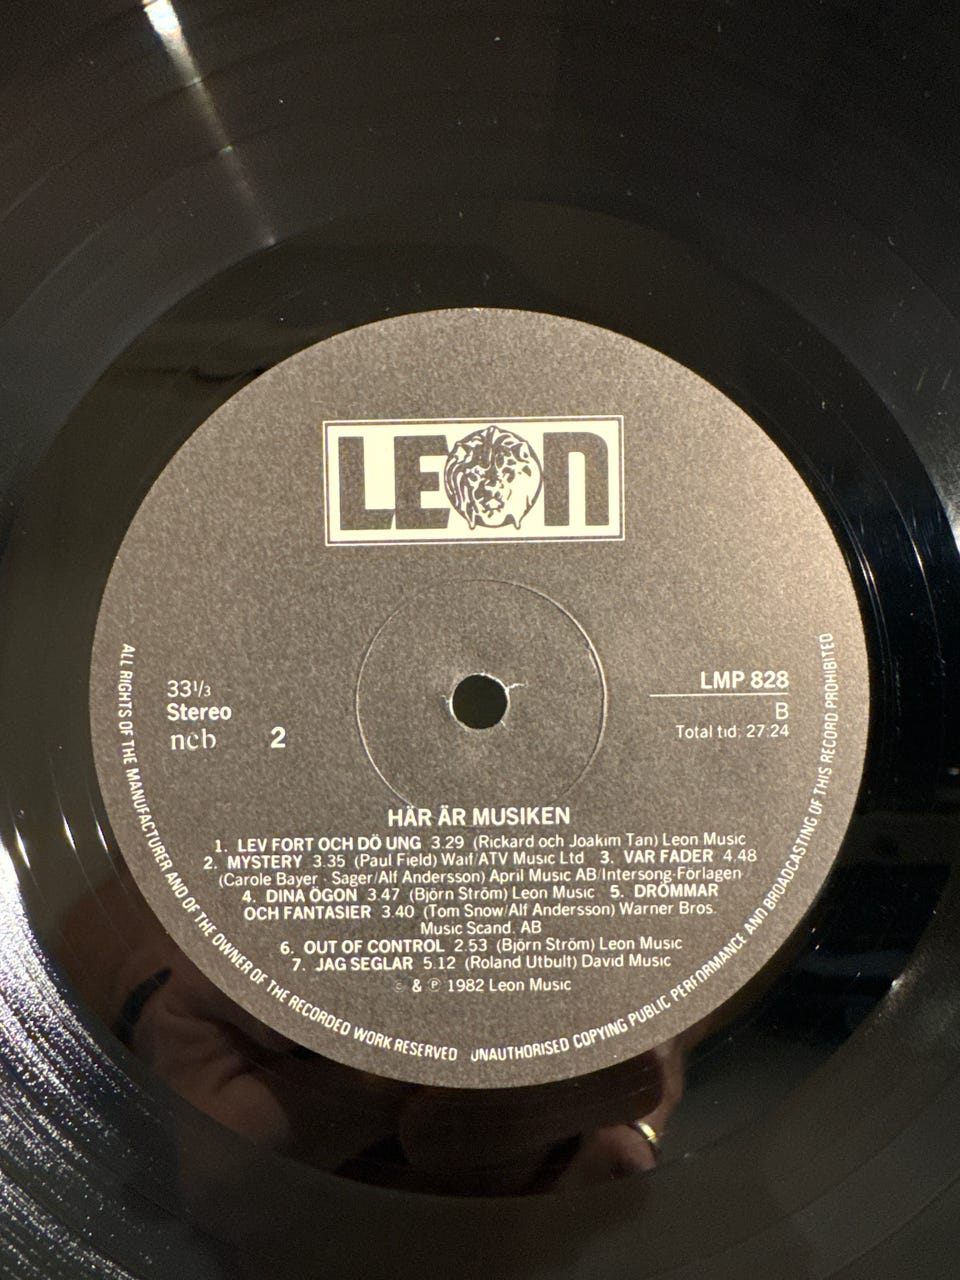 LEON
33⅓
Stereo
ncb 2
LMP 828
B
Total tid: 27.24
HÄR ÄR MUSIKEN
1. LEV FORT OCH DÖ UNG 3.29 (Rickard och Joakim Tan) Leon Music
2. MYSTERY 3.35 (Paul Field) Waif/ATV Music Ltd 3. VAR FADER 4.48
(Carole Bayer - Sager/Alf Andersson) April Music AB/Intersong-Förlagen
4. DINA ÖGON 3.47 (Björn Ström) Leon Music 5. DRÖMMAR
OCH FANTASIER 3.40 (Tom Snow/Alf Andersson) Warner Bros.
Music Scand. AB
6. OUT OF CONTROL 2.53 (Björn Ström) Leon Music
7. JAG SEGLAR 5.12 (Roland Utbult) David Music
© & ℗ 1982 Leon Music
ALL RIGHTS OF THE MANUFACTURER AND OF THE OWNER OF THE RECORDED WORK RESERVED UNAUTHORISED COPYING PUBLIC PERFORMANCE AND BROADCASTING OF THIS RECORD PROHIBITED